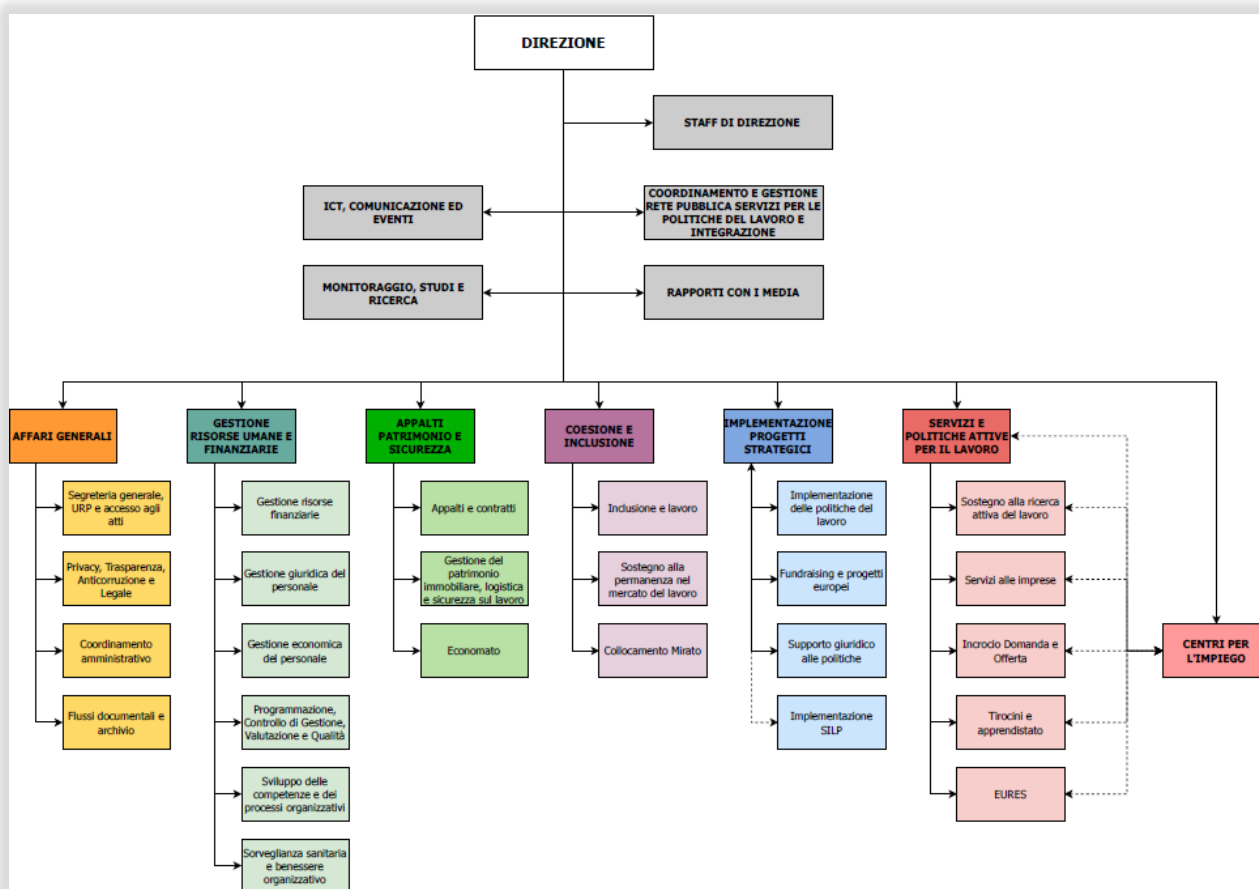 DIREZIONE
STAFF DI DIREZIONE
ICT, COMUNICAZIONE ED
EVENTI
COORDINAMENTO E GESTIONE
RETE PUBBLICA SERVIZI PER LE
POLITICHE DEL LAVORO E
INTEGRAZIONE
MONITORAGGIO, STUDI E
RICERCA
RAPPORTI CON I MEDIA
AFFARI GENERALI
GESTIONE
RISORSE UMANE E
FINANZIARIE
APPALTI
PATRIMONIO E
SICUREZZA
COESIONE E
INCLUSIONE
IMPLEMENTAZIONE
PROGETTI
STRATEGICI
SERVIZI E
POLITICHE ATTIVE
PER IL LAVORO
Segreteria generale,
URP e accesso agli
atti
Privacy, Trasparenza,
Anticorruzione e
Legale
Coordinamento
amministrativo
Flussi documentali e
archivio
Gestione risorse
finanziarie
Gestione giuridica del
personale
Gestione economica
del personale
Programmazione,
Controllo di Gestione,
Valutazione e Qualità
Sviluppo delle
competenze e dei
processi organizzativi
Sorveglianza sanitaria
e benessere
organizzativo
Appalti e contratti
Gestione del
patrimonio
immobiliare, logistica
e sicurezza sul lavoro
Economato
Inclusione e lavoro
Sostegno alla
permanenza nel
mercato del lavoro
Collocamento Mirato
Implementazione
delle politiche del
lavoro
Fundraising e progetti
europei
Supporto giuridico
alle politiche
Implementazione
SILP
Sostegno alla ricerca
attiva del lavoro
Servizi alle imprese
Incrocio Domanda e
Offerta
Tirocini e
apprendistato
EURES
CENTRI PER
L'IMPIEGO